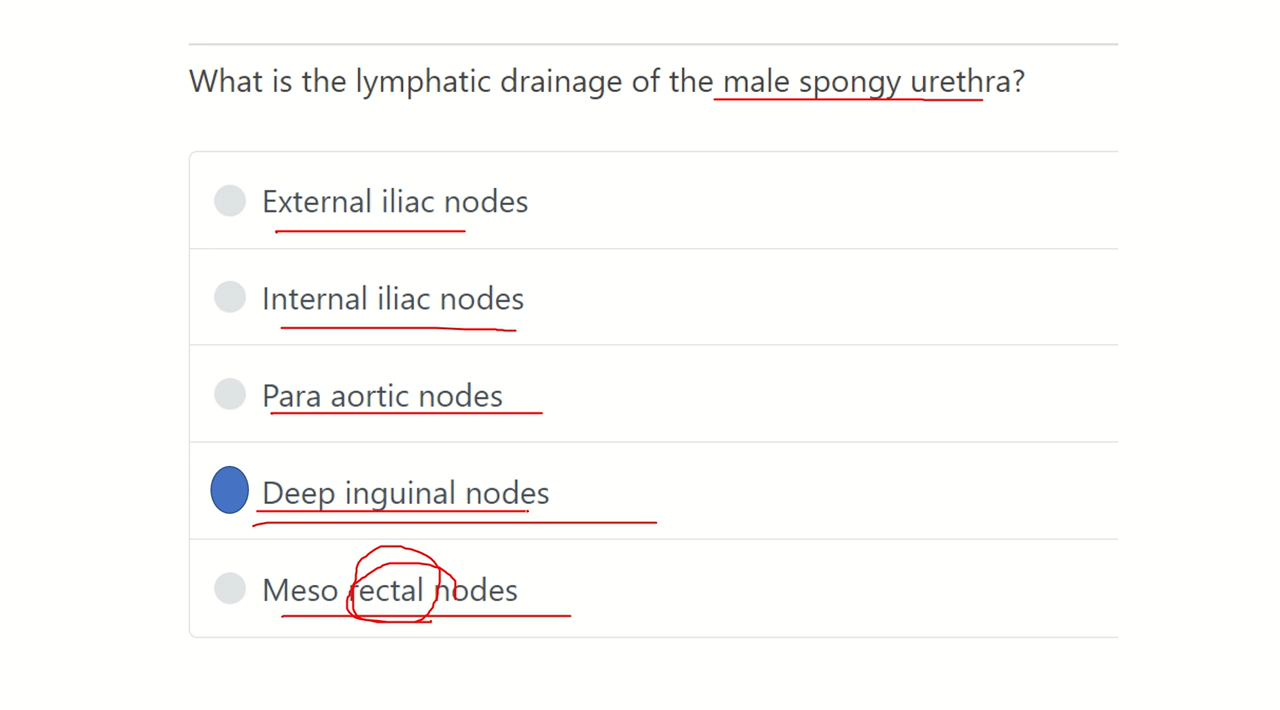 What is the lymphatic drainage of the male spongy urethra?
External iliac nodes
Internal iliac nodes
Para aortic nodes
Deep inguinal nodes
Meso rectal nodes